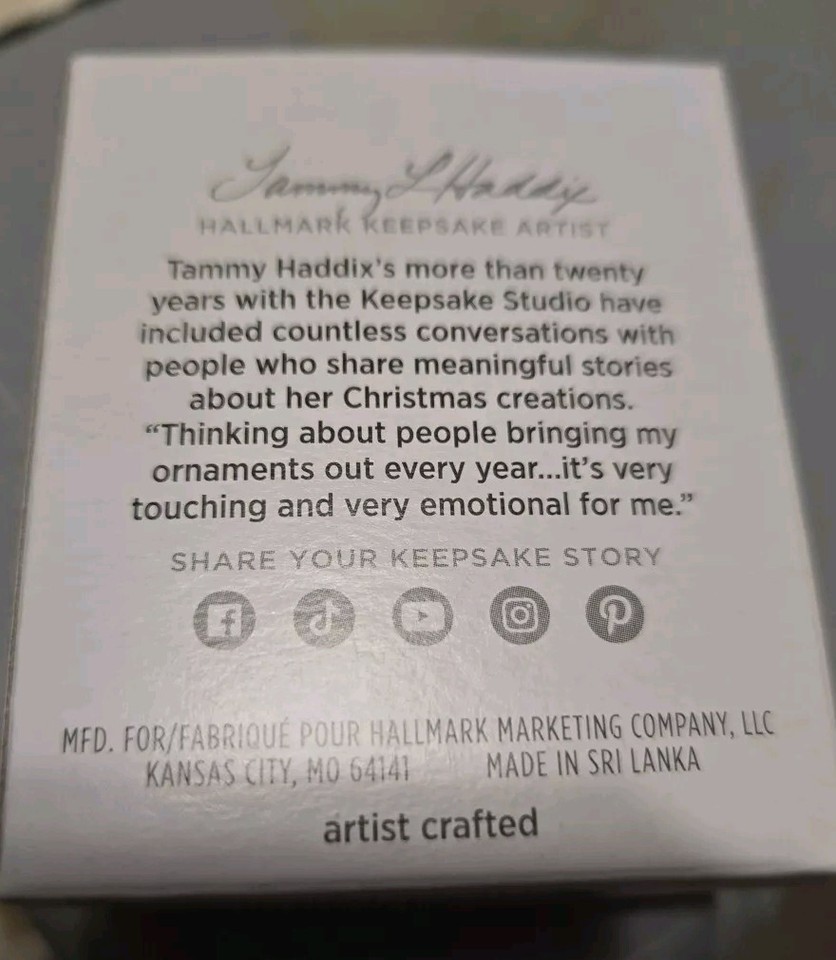 Tammy L Haddix
HALLMARK KEEPSAKE ARTIST
Tammy Haddix's more than twenty
years with the Keepsake Studio have
included countless conversations with
people who share meaningful stories
about her Christmas creations.
“Thinking about people bringing my
ornaments out every year...it's very
touching and very emotional for me.”
SHARE YOUR KEEPSAKE STORY
MFD. FOR/FABRIQUÉ POUR HALLMARK MARKETING COMPANY, LLC
KANSAS CITY, MO 64141 MADE IN SRI LANKA
artist crafted